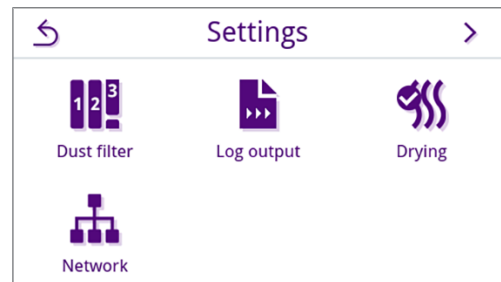 Settings
1 2 3
Dust filter
Log output
Drying
Network